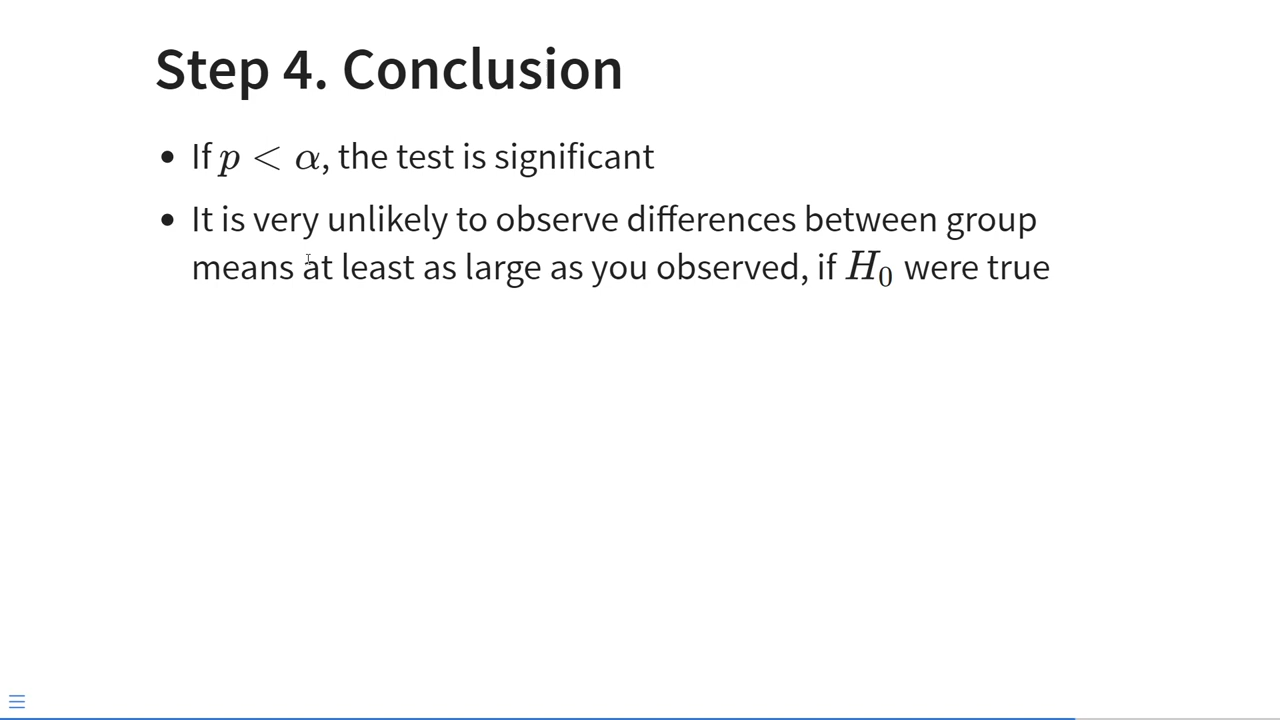 Step 4. Conclusion
• If p < α, the test is significant
• It is very unlikely to observe differences between group
means at least as large as you observed, if H₀ were true